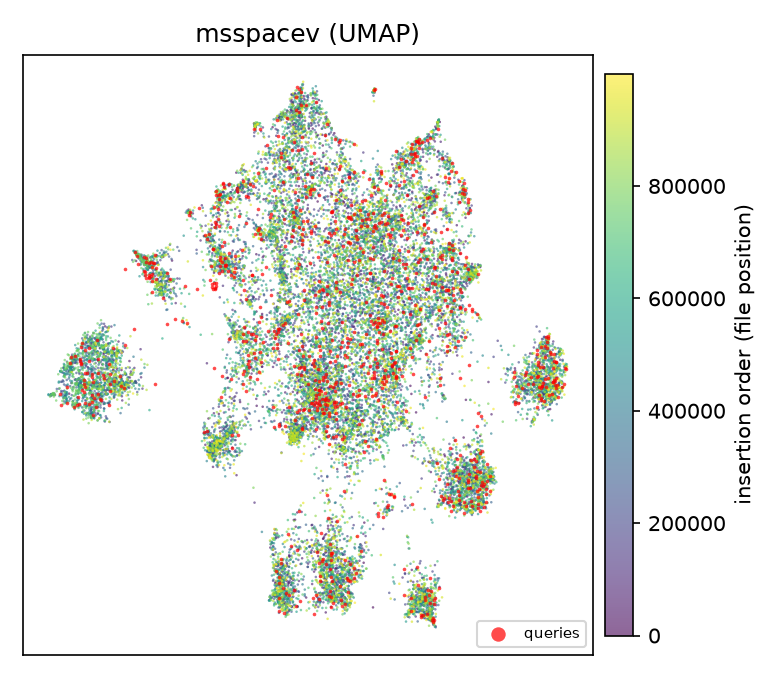 msspacev (UMAP)
800000
600000
400000
200000
0
insertion order (file position)
queries